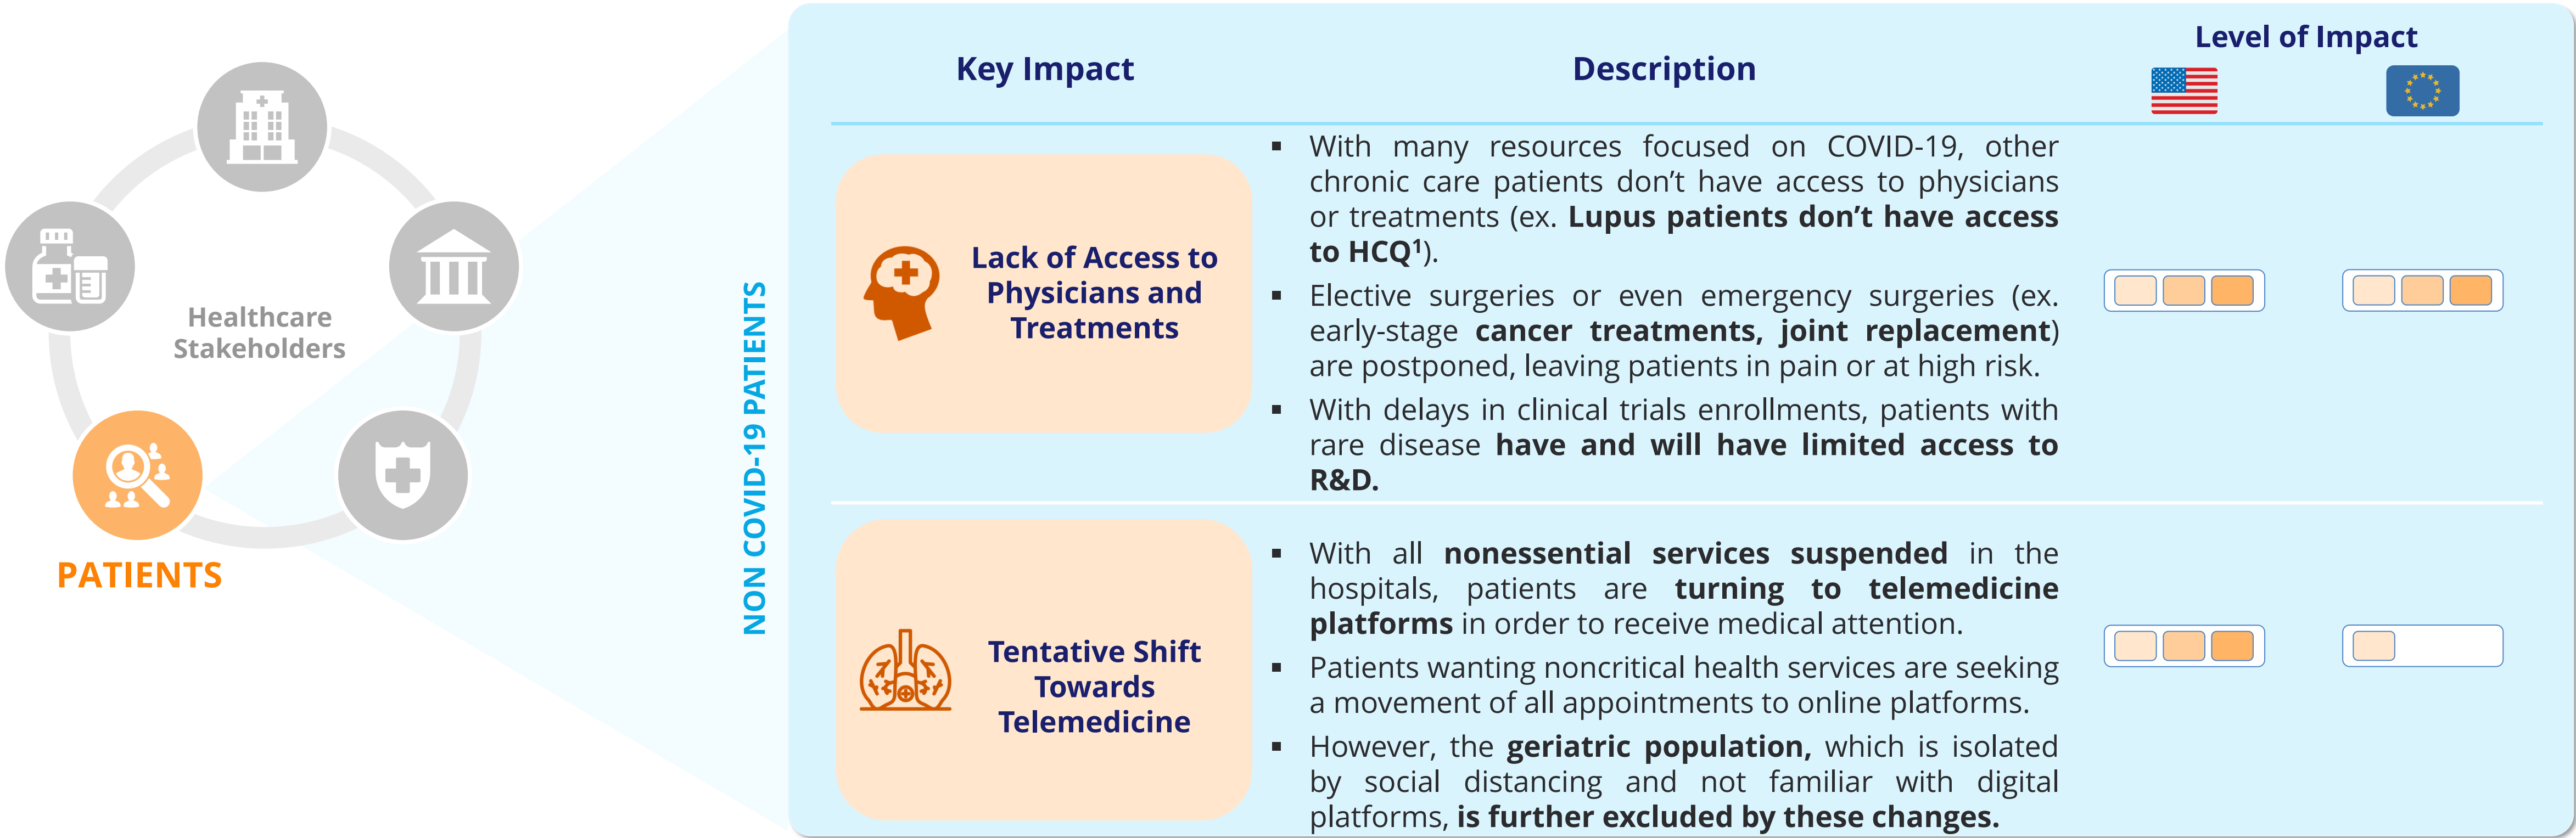 Healthcare
Stakeholders
PATIENTS
NON COVID-19 PATIENTS
Key Impact
Description
Level of Impact
Lack of Access to
Physicians and
Treatments
▪ With many resources focused on COVID-19, other
chronic care patients don’t have access to physicians
or treatments (ex. Lupus patients don’t have access
to HCQ¹).
▪ Elective surgeries or even emergency surgeries (ex.
early-stage cancer treatments, joint replacement)
are postponed, leaving patients in pain or at high risk.
▪ With delays in clinical trials enrollments, patients with
rare disease have and will have limited access to
R&D.
Tentative Shift
Towards
Telemedicine
▪ With all nonessential services suspended in the
hospitals, patients are turning to telemedicine
platforms in order to receive medical attention.
▪ Patients wanting noncritical health services are seeking
a movement of all appointments to online platforms.
▪ However, the geriatric population, which is isolated
by social distancing and not familiar with digital
platforms, is further excluded by these changes.